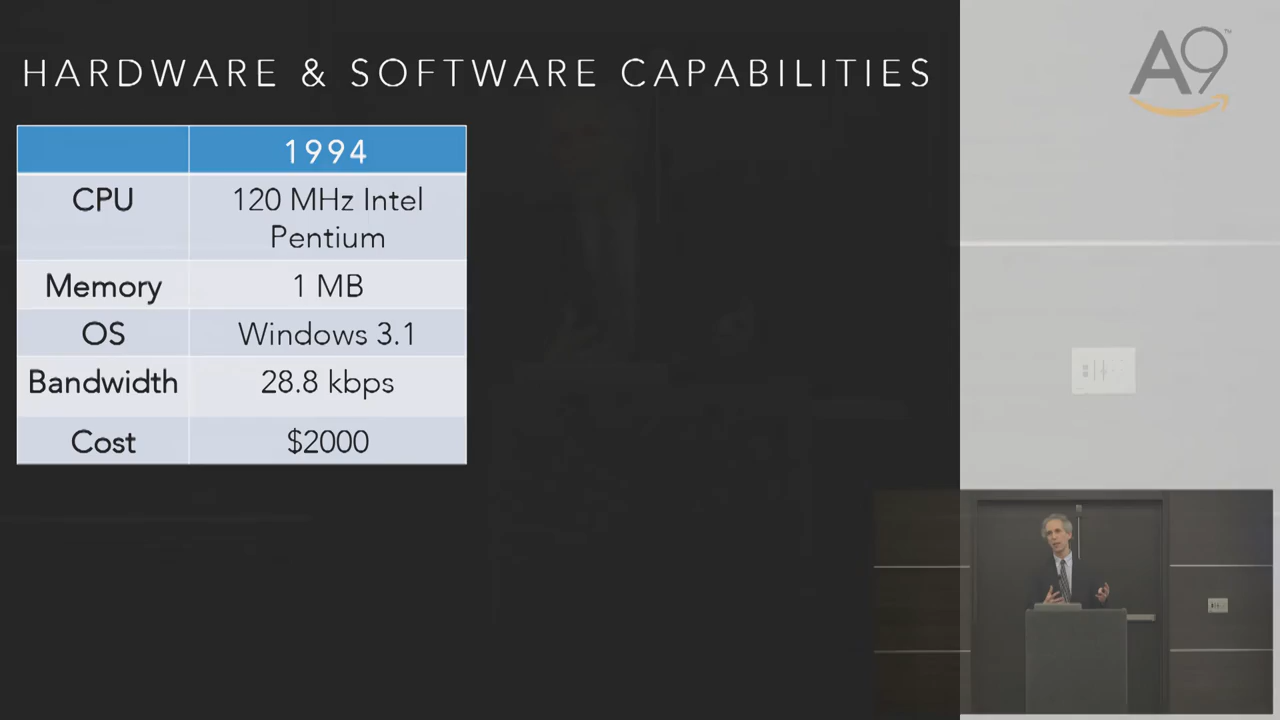 A9™
HARDWARE & SOFTWARE CAPABILITIES
1994
CPU 120 MHz Intel
Pentium
Memory 1 MB
OS Windows 3.1
Bandwidth 28.8 kbps
Cost $2000